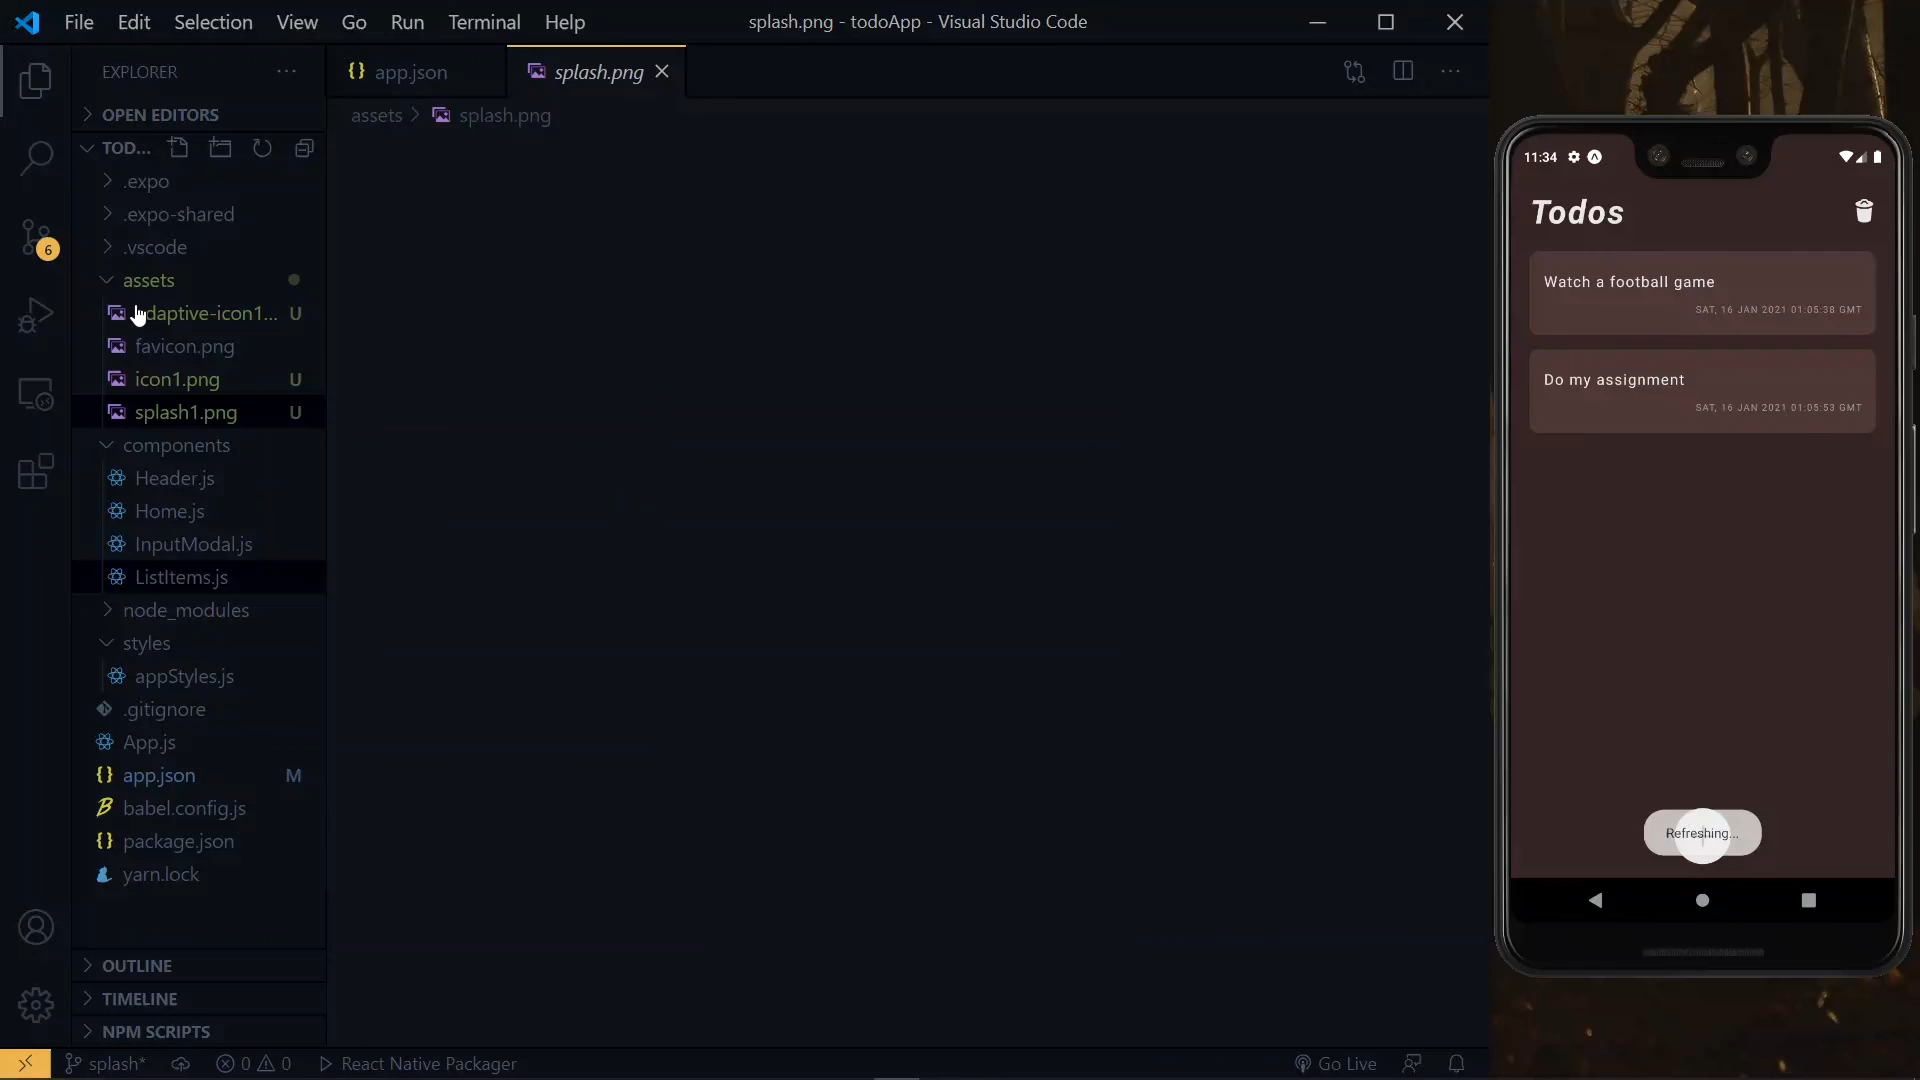 File Edit Selection View Go Run Terminal Help
splash.png - todoApp - Visual Studio Code
EXPLORER
app.json
splash.png
OPEN EDITORS
assets > splash.png
TOD...
.expo
.expo-shared
.vscode
assets
daptive-icon1... U
favicon.png
icon1.png U
splash1.png U
components
Header.js
Home.js
InputModal.js
ListItems.js
node_modules
styles
appStyles.js
.gitignore
App.js
app.json M
babel.config.js
package.json
yarn.lock
OUTLINE
TIMELINE
NPM SCRIPTS
6
splash* 0 0 React Native Packager
Go Live
11:34
Todos
Watch a football game
SAT, 16 JAN 2021 01:05:38 GMT
Do my assignment
SAT, 16 JAN 2021 01:05:53 GMT
Refreshing...